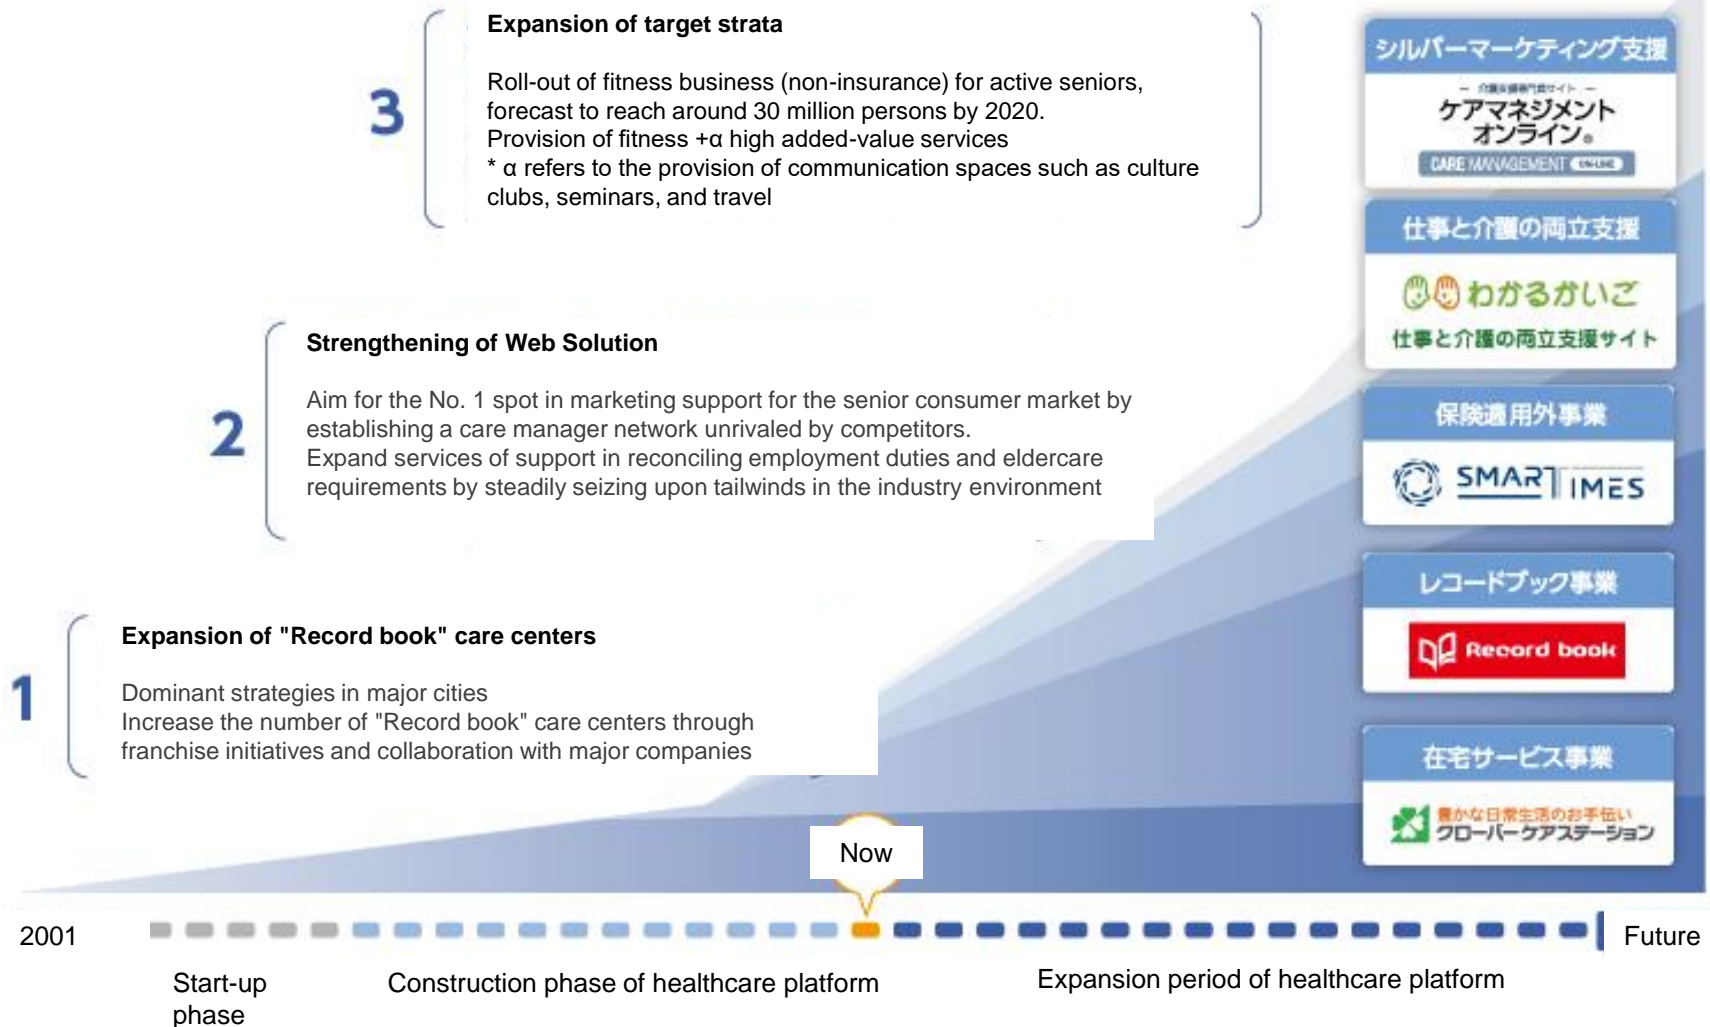 3
Expansion of target strata
Roll-out of fitness business (non-insurance) for active seniors,
forecast to reach around 30 million persons by 2020.
Provision of fitness +α high added-value services
* α refers to the provision of communication spaces such as culture
clubs, seminars, and travel
2
Strengthening of Web Solution
Aim for the No. 1 spot in marketing support for the senior consumer market by
establishing a care manager network unrivaled by competitors.
Expand services of support in reconciling employment duties and eldercare
requirements by steadily seizing upon tailwinds in the industry environment
1
Expansion of "Record book" care centers
Dominant strategies in major cities
Increase the number of "Record book" care centers through
franchise initiatives and collaboration with major companies
シルバーマーケティング支援
ケアマネジメント
オンライン®
CARE MANAGEMENT ON-LINE
仕事と介護の両立支援
わかるかいご
仕事と介護の両立支援サイト
保険適用外事業
SMARTIMES
レコードブック事業
Record book
在宅サービス事業
豊かな日常生活のお手伝い
クローバーケアステーション
Now
2001
Future
Start-up
phase
Construction phase of healthcare platform
Expansion period of healthcare platform